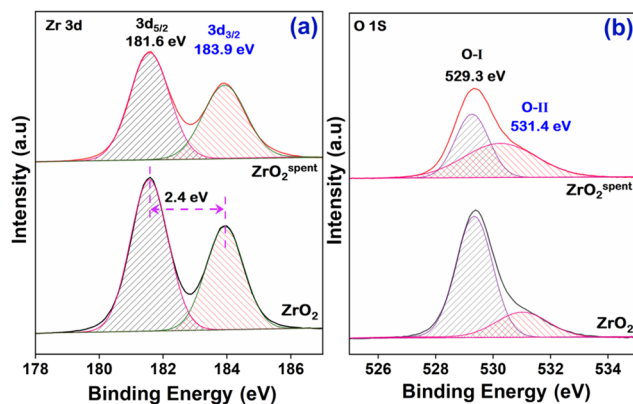 Zr 3d
3d5/2
181.6 eV
3d3/2
183.9 eV
(a)
ZrO2spent
2.4 eV
ZrO2
Intensity (a.u)
178 180 182 184 186
Binding Energy (eV)
O 1S
(b)
O-I
529.3 eV
O-II
531.4 eV
ZrO2spent
ZrO2
Intensity (a.u)
526 528 530 532 534
Binding Energy (eV)